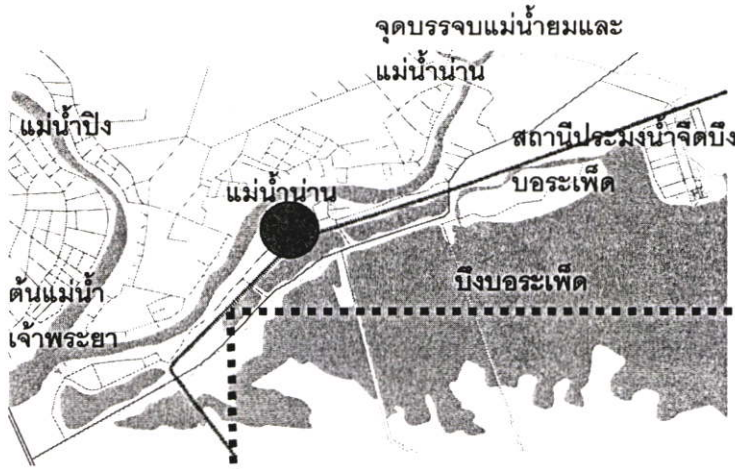 จุดบรรจบแม่น้ำยมและ
แม่น้ำน่าน
แม่น้ำปิง
สถานีประมงน้ำจืดบึง
บอระเพ็ด
แม่น้ำน่าน
บึงบอระเพ็ด
ต้นแม่น้ำ
เจ้าพระยา